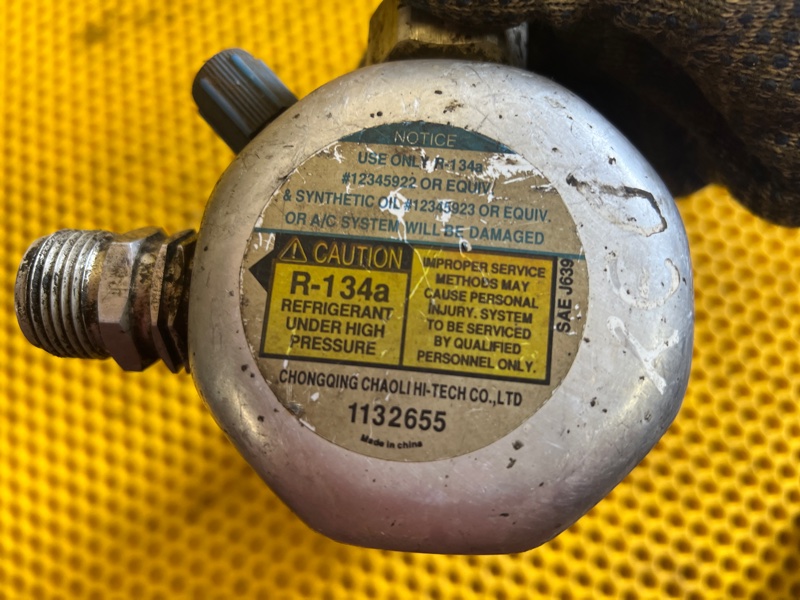 NOTICE
USE ONLY R-134a
#12345922 OR EQUIV.
& SYNTHETIC OIL #12345923 OR EQUIV.
OR A/C SYSTEM WILL BE DAMAGED
⚠ CAUTION
R-134a
REFRIGERANT
UNDER HIGH
PRESSURE
IMPROPER SERVICE
METHODS MAY
CAUSE PERSONAL
INJURY. SYSTEM
TO BE SERVICED
BY QUALIFIED
PERSONNEL ONLY.
SAE J639
CHONGQING CHAOLI HI-TECH CO.,LTD
1132655
Made in china